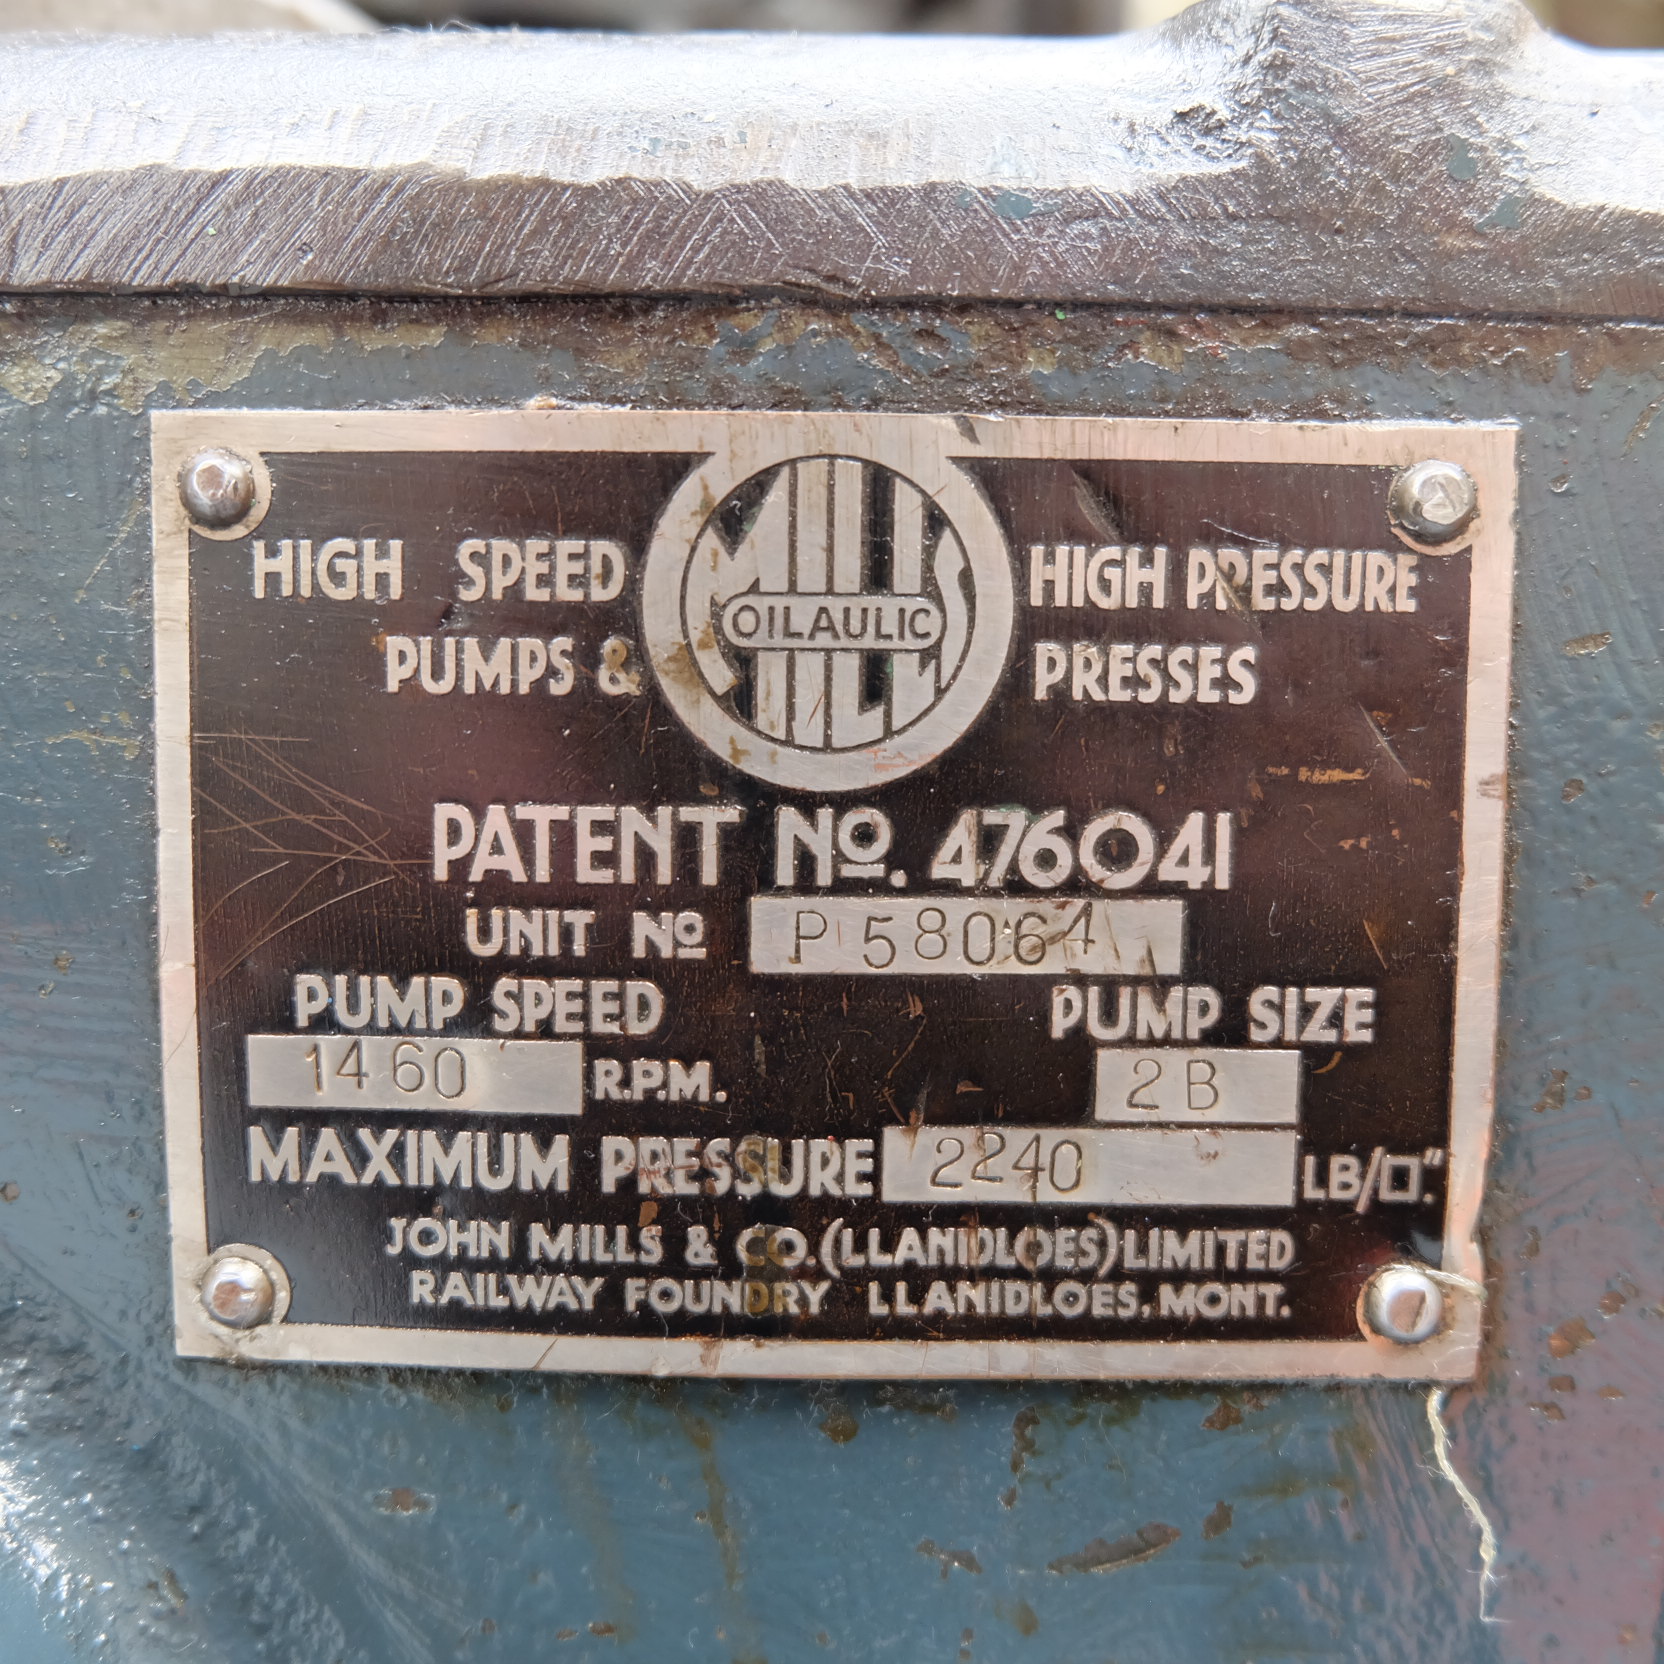 MILLS
OILAULIC
HIGH SPEED HIGH PRESSURE
PUMPS & PRESSES
PATENT No. 476041
UNIT No P 58064
PUMP SPEED PUMP SIZE
1460 R.P.M. 2B
MAXIMUM PRESSURE 2240 LB/□."
JOHN MILLS & CO. (LLANIDLOES) LIMITED
RAILWAY FOUNDRY LLANIDLOES, MONT.